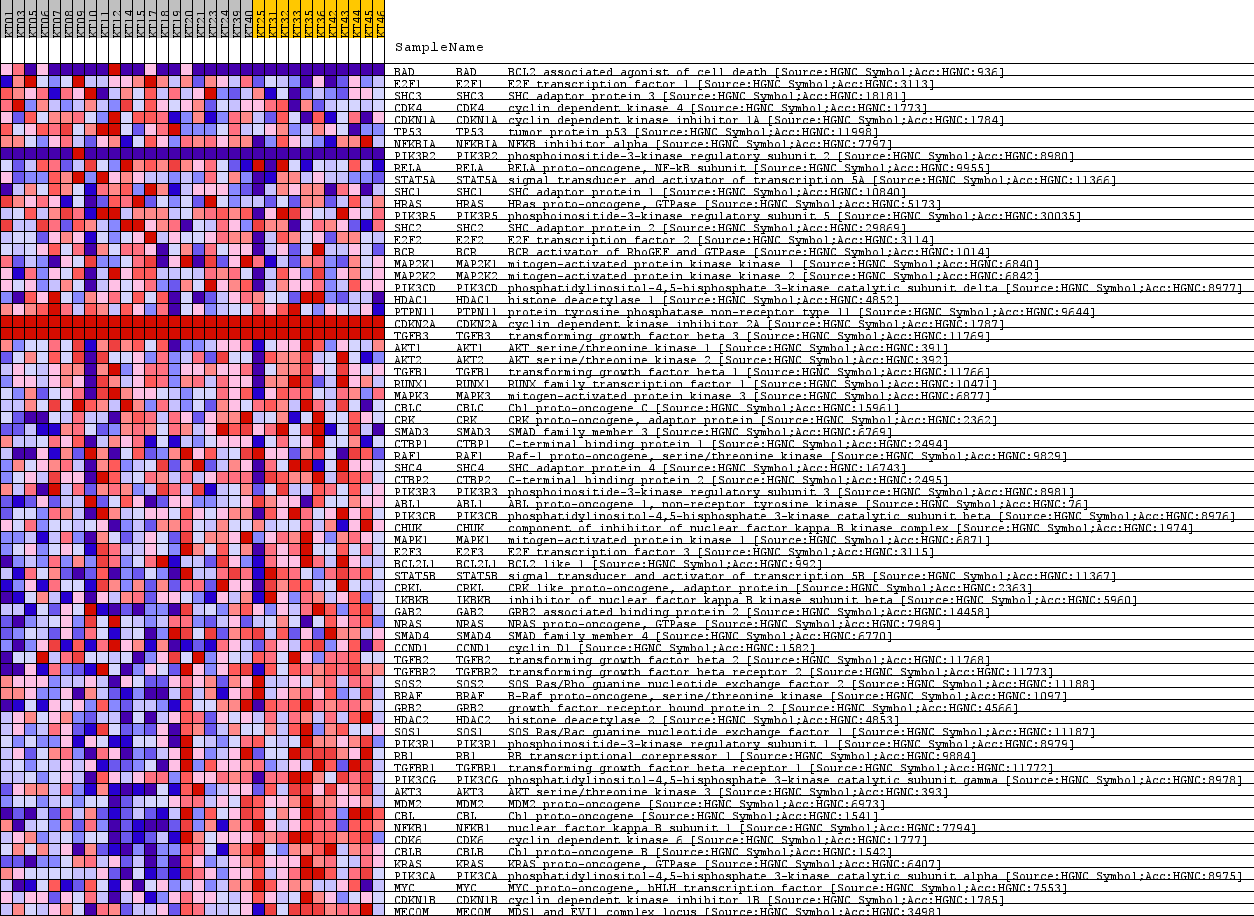 KT01 KT03 KT05 KT06 KT07 KT08 KT09 KT10 KT11 KT12 KT14 KT15 KT17 KT18 KT19 KT20 KT21 KT23 KT24 KT39 KT40 KT25 KT31 KT32 KT33 KT35 KT36 KT42 KT43 KT44 KT45 KT46
SampleName
BAD BAD BCL2 associated agonist of cell death [Source:HGNC Symbol;Acc:HGNC:936]
E2F1 E2F1 E2F transcription factor 1 [Source:HGNC Symbol;Acc:HGNC:3113]
SHC3 SHC3 SHC adaptor protein 3 [Source:HGNC Symbol;Acc:HGNC:18181]
CDK4 CDK4 cyclin dependent kinase 4 [Source:HGNC Symbol;Acc:HGNC:1773]
CDKN1A CDKN1A cyclin dependent kinase inhibitor 1A [Source:HGNC Symbol;Acc:HGNC:1784]
TP53 TP53 tumor protein p53 [Source:HGNC Symbol;Acc:HGNC:11998]
NFKBIA NFKBIA NFKB inhibitor alpha [Source:HGNC Symbol;Acc:HGNC:7797]
PIK3R2 PIK3R2 phosphoinositide-3-kinase regulatory subunit 2 [Source:HGNC Symbol;Acc:HGNC:8980]
RELA RELA RELA proto-oncogene, NF-kB subunit [Source:HGNC Symbol;Acc:HGNC:9955]
STAT5A STAT5A signal transducer and activator of transcription 5A [Source:HGNC Symbol;Acc:HGNC:11366]
SHC1 SHC1 SHC adaptor protein 1 [Source:HGNC Symbol;Acc:HGNC:10840]
HRAS HRAS HRas proto-oncogene, GTPase [Source:HGNC Symbol;Acc:HGNC:5173]
PIK3R5 PIK3R5 phosphoinositide-3-kinase regulatory subunit 5 [Source:HGNC Symbol;Acc:HGNC:30035]
SHC2 SHC2 SHC adaptor protein 2 [Source:HGNC Symbol;Acc:HGNC:29869]
E2F2 E2F2 E2F transcription factor 2 [Source:HGNC Symbol;Acc:HGNC:3114]
BCR BCR BCR activator of RhoGEF and GTPase [Source:HGNC Symbol;Acc:HGNC:1014]
MAP2K1 MAP2K1 mitogen-activated protein kinase kinase 1 [Source:HGNC Symbol;Acc:HGNC:6840]
MAP2K2 MAP2K2 mitogen-activated protein kinase kinase 2 [Source:HGNC Symbol;Acc:HGNC:6842]
PIK3CD PIK3CD phosphatidylinositol-4,5-bisphosphate 3-kinase catalytic subunit delta [Source:HGNC Symbol;Acc:HGNC:8977]
HDAC1 HDAC1 histone deacetylase 1 [Source:HGNC Symbol;Acc:HGNC:4852]
PTPN11 PTPN11 protein tyrosine phosphatase non-receptor type 11 [Source:HGNC Symbol;Acc:HGNC:9644]
CDKN2A CDKN2A cyclin dependent kinase inhibitor 2A [Source:HGNC Symbol;Acc:HGNC:1787]
TGFB3 TGFB3 transforming growth factor beta 3 [Source:HGNC Symbol;Acc:HGNC:11769]
AKT1 AKT1 AKT serine/threonine kinase 1 [Source:HGNC Symbol;Acc:HGNC:391]
AKT2 AKT2 AKT serine/threonine kinase 2 [Source:HGNC Symbol;Acc:HGNC:392]
TGFB1 TGFB1 transforming growth factor beta 1 [Source:HGNC Symbol;Acc:HGNC:11766]
RUNX1 RUNX1 RUNX family transcription factor 1 [Source:HGNC Symbol;Acc:HGNC:10471]
MAPK3 MAPK3 mitogen-activated protein kinase 3 [Source:HGNC Symbol;Acc:HGNC:6877]
CBLC CBLC Cbl proto-oncogene C [Source:HGNC Symbol;Acc:HGNC:15961]
CRK CRK CRK proto-oncogene, adaptor protein [Source:HGNC Symbol;Acc:HGNC:2362]
SMAD3 SMAD3 SMAD family member 3 [Source:HGNC Symbol;Acc:HGNC:6769]
CTBP1 CTBP1 C-terminal binding protein 1 [Source:HGNC Symbol;Acc:HGNC:2494]
RAF1 RAF1 Raf-1 proto-oncogene, serine/threonine kinase [Source:HGNC Symbol;Acc:HGNC:9829]
SHC4 SHC4 SHC adaptor protein 4 [Source:HGNC Symbol;Acc:HGNC:16743]
CTBP2 CTBP2 C-terminal binding protein 2 [Source:HGNC Symbol;Acc:HGNC:2495]
PIK3R3 PIK3R3 phosphoinositide-3-kinase regulatory subunit 3 [Source:HGNC Symbol;Acc:HGNC:8981]
ABL1 ABL1 ABL proto-oncogene 1, non-receptor tyrosine kinase [Source:HGNC Symbol;Acc:HGNC:76]
PIK3CB PIK3CB phosphatidylinositol-4,5-bisphosphate 3-kinase catalytic subunit beta [Source:HGNC Symbol;Acc:HGNC:8976]
CHUK CHUK component of inhibitor of nuclear factor kappa B kinase complex [Source:HGNC Symbol;Acc:HGNC:1974]
MAPK1 MAPK1 mitogen-activated protein kinase 1 [Source:HGNC Symbol;Acc:HGNC:6871]
E2F3 E2F3 E2F transcription factor 3 [Source:HGNC Symbol;Acc:HGNC:3115]
BCL2L1 BCL2L1 BCL2 like 1 [Source:HGNC Symbol;Acc:HGNC:992]
STAT5B STAT5B signal transducer and activator of transcription 5B [Source:HGNC Symbol;Acc:HGNC:11367]
CRKL CRKL CRK like proto-oncogene, adaptor protein [Source:HGNC Symbol;Acc:HGNC:2363]
IKBKB IKBKB inhibitor of nuclear factor kappa B kinase subunit beta [Source:HGNC Symbol;Acc:HGNC:5960]
GAB2 GAB2 GRB2 associated binding protein 2 [Source:HGNC Symbol;Acc:HGNC:14458]
NRAS NRAS NRAS proto-oncogene, GTPase [Source:HGNC Symbol;Acc:HGNC:7989]
SMAD4 SMAD4 SMAD family member 4 [Source:HGNC Symbol;Acc:HGNC:6770]
CCND1 CCND1 cyclin D1 [Source:HGNC Symbol;Acc:HGNC:1582]
TGFB2 TGFB2 transforming growth factor beta 2 [Source:HGNC Symbol;Acc:HGNC:11768]
TGFBR2 TGFBR2 transforming growth factor beta receptor 2 [Source:HGNC Symbol;Acc:HGNC:11773]
SOS2 SOS2 SOS Ras/Rho guanine nucleotide exchange factor 2 [Source:HGNC Symbol;Acc:HGNC:11188]
BRAF BRAF B-Raf proto-oncogene, serine/threonine kinase [Source:HGNC Symbol;Acc:HGNC:1097]
GRB2 GRB2 growth factor receptor bound protein 2 [Source:HGNC Symbol;Acc:HGNC:4566]
HDAC2 HDAC2 histone deacetylase 2 [Source:HGNC Symbol;Acc:HGNC:4853]
SOS1 SOS1 SOS Ras/Rac guanine nucleotide exchange factor 1 [Source:HGNC Symbol;Acc:HGNC:11187]
PIK3R1 PIK3R1 phosphoinositide-3-kinase regulatory subunit 1 [Source:HGNC Symbol;Acc:HGNC:8979]
RB1 RB1 RB transcriptional corepressor 1 [Source:HGNC Symbol;Acc:HGNC:9884]
TGFBR1 TGFBR1 transforming growth factor beta receptor 1 [Source:HGNC Symbol;Acc:HGNC:11772]
PIK3CG PIK3CG phosphatidylinositol-4,5-bisphosphate 3-kinase catalytic subunit gamma [Source:HGNC Symbol;Acc:HGNC:8978]
AKT3 AKT3 AKT serine/threonine kinase 3 [Source:HGNC Symbol;Acc:HGNC:393]
MDM2 MDM2 MDM2 proto-oncogene [Source:HGNC Symbol;Acc:HGNC:6973]
CBL CBL Cbl proto-oncogene [Source:HGNC Symbol;Acc:HGNC:1541]
NFKB1 NFKB1 nuclear factor kappa B subunit 1 [Source:HGNC Symbol;Acc:HGNC:7794]
CDK6 CDK6 cyclin dependent kinase 6 [Source:HGNC Symbol;Acc:HGNC:1777]
CBLB CBLB Cbl proto-oncogene B [Source:HGNC Symbol;Acc:HGNC:1542]
KRAS KRAS KRAS proto-oncogene, GTPase [Source:HGNC Symbol;Acc:HGNC:6407]
PIK3CA PIK3CA phosphatidylinositol-4,5-bisphosphate 3-kinase catalytic subunit alpha [Source:HGNC Symbol;Acc:HGNC:8975]
MYC MYC MYC proto-oncogene, bHLH transcription factor [Source:HGNC Symbol;Acc:HGNC:7553]
CDKN1B CDKN1B cyclin dependent kinase inhibitor 1B [Source:HGNC Symbol;Acc:HGNC:1785]
MECOM MECOM MDS1 and EVI1 complex locus [Source:HGNC Symbol;Acc:HGNC:3498]